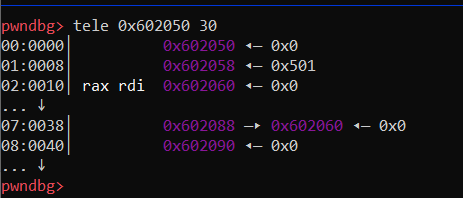 pwndbg> tele 0x602050 30
00:0000│ 0x602050 ◂— 0x0
01:0008│ 0x602058 ◂— 0x501
02:0010│ rax rdi 0x602060 ◂— 0x0
... ↓
07:0038│ 0x602088 —▸ 0x602060 ◂— 0x0
08:0040│ 0x602090 ◂— 0x0
... ↓
pwndbg>